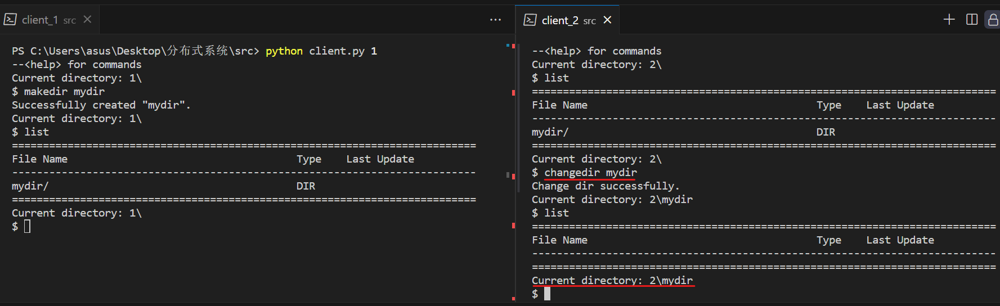 client_1 src
PS C:\Users\asus\Desktop\分布式系统\src> python client.py 1
--<help> for commands
Current directory: 1\
$ makedir mydir
Successfully created "mydir".
Current directory: 1\
$ list
===========================================================================
File Name Type Last Update
---------------------------------------------------------------------------
mydir/ DIR
===========================================================================
Current directory: 1\
$
client_2 src
--<help> for commands
Current directory: 2\
$ list
===========================================================================
File Name Type Last Update
---------------------------------------------------------------------------
mydir/ DIR
===========================================================================
Current directory: 2\
$ changedir mydir
Change dir successfully.
Current directory: 2\mydir
$ list
===========================================================================
File Name Type Last Update
---------------------------------------------------------------------------
===========================================================================
Current directory: 2\mydir
$